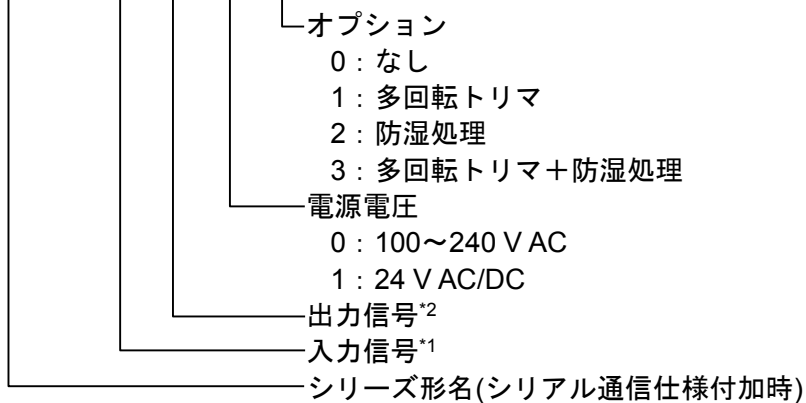 オプション
0：なし
1：多回転トリマ
2：防湿処理
3：多回転トリマ＋防湿処理
電源電圧
0：100～240 V AC
1：24 V AC/DC
出力信号*2
入力信号*1
シリーズ形名(シリアル通信仕様付加時)